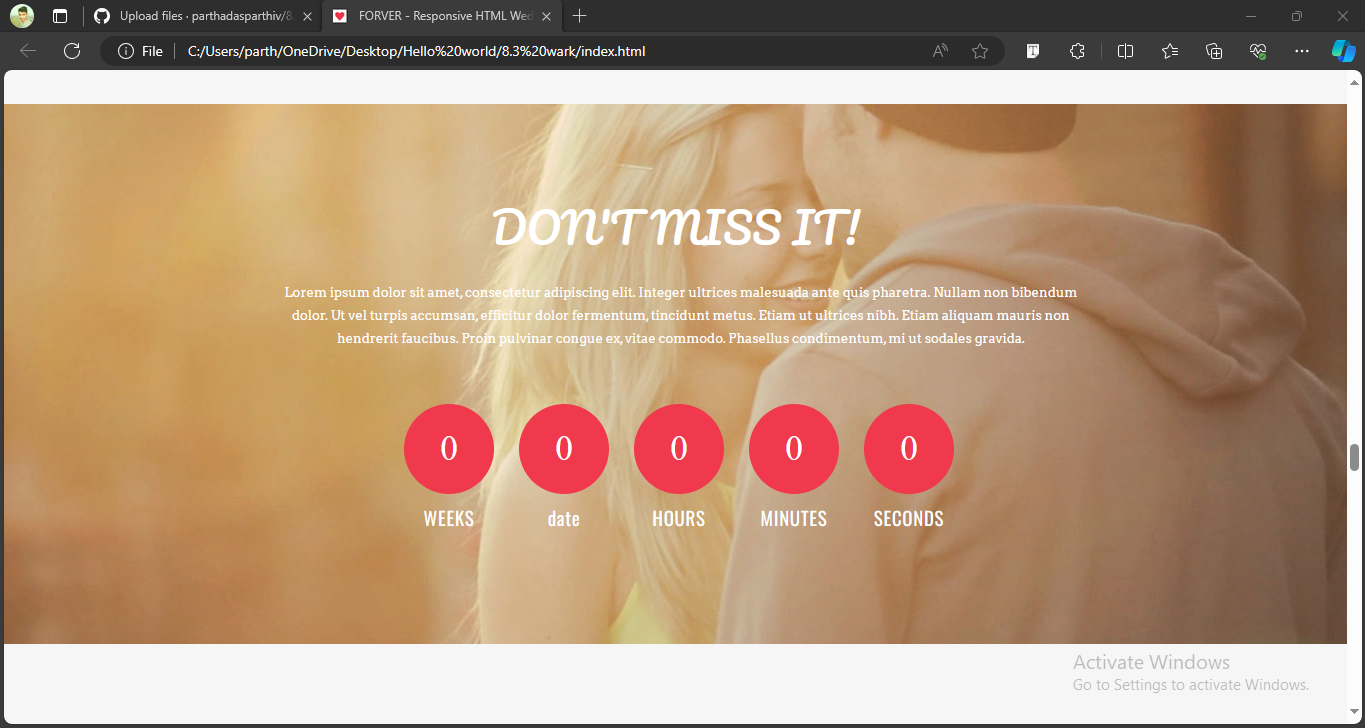 Upload files · parthadasparthiv/8.
FORVER - Responsive HTML Wed
File
C:/Users/parth/OneDrive/Desktop/Hello%20world/8.3%20wark/index.html
DON'T MISS IT!
Lorem ipsum dolor sit amet, consectetur adipiscing elit. Integer ultrices malesuada ante quis pharetra. Nullam non bibendum
dolor. Ut vel turpis accumsan, efficitur dolor fermentum, tincidunt metus. Etiam ut ultrices nibh. Etiam aliquam mauris non
hendrerit faucibus. Proin pulvinar congue ex, vitae commodo. Phasellus condimentum, mi ut sodales gravida.
0 0 0 0 0
WEEKS date HOURS MINUTES SECONDS
Activate Windows
Go to Settings to activate Windows.